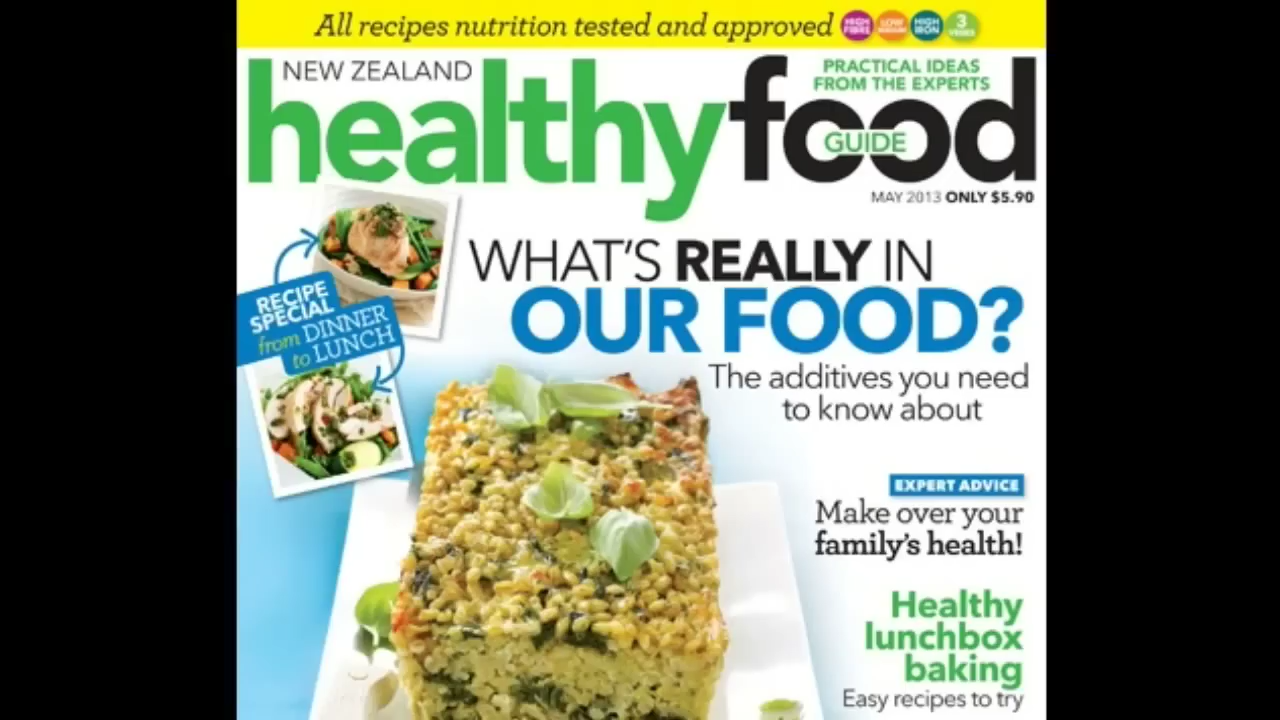 All recipes nutrition tested and approved
HIGH FIBRE
HIGH IRON
3 VEGES
NEW ZEALAND
healthyfood
GUIDE
PRACTICAL IDEAS
FROM THE EXPERTS
MAY 2013 ONLY $5.90
WHAT'S REALLY IN
OUR FOOD?
The additives you need
to know about
RECIPE
SPECIAL
from DINNER
to LUNCH
EXPERT ADVICE
Make over your
family's health!
Healthy
lunchbox
baking
Easy recipes to try